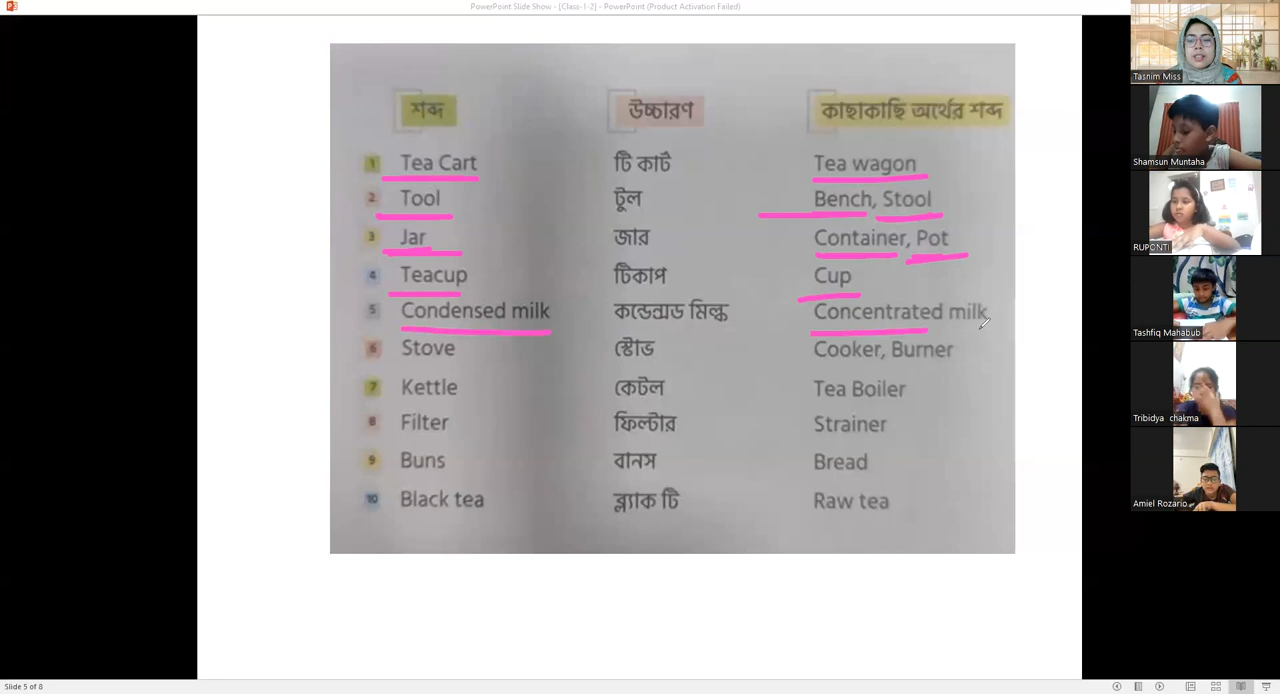 PowerPoint Slide Show - [Class-1-2] - PowerPoint (Product Activation Failed)
শব্দ উচ্চারণ কাছাকাছি অর্থের শব্দ
1 Tea Cart টি কার্ট Tea wagon
2 Tool টুল Bench, Stool
3 Jar জার Container, Pot
4 Teacup টিকাপ Cup
5 Condensed milk কন্ডেন্সড মিল্ক Concentrated milk
6 Stove স্টোভ Cooker, Burner
7 Kettle কেটল Tea Boiler
8 Filter ফিল্টার Strainer
9 Buns বানস Bread
10 Black tea ব্ল্যাক টি Raw tea
Tasnim Miss
Shamsun Muntaha
RUPONTI
Tashfiq Mahabub
Tribidya chakma
Amiel Rozario
Slide 5 of 8